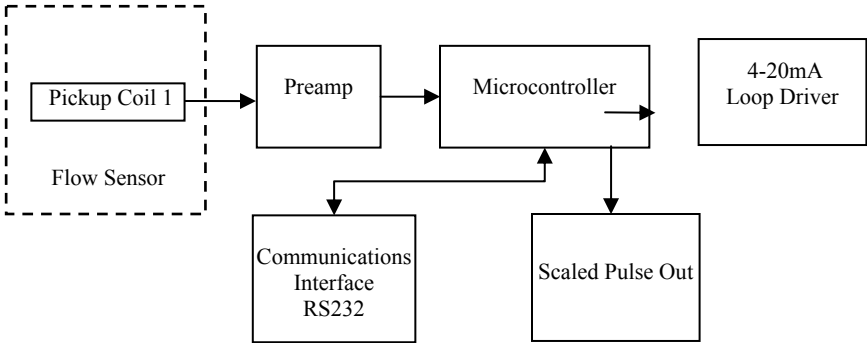 Pickup Coil 1
Flow Sensor
Preamp
Microcontroller
4-20mA
Loop Driver
Communications
Interface
RS232
Scaled Pulse Out